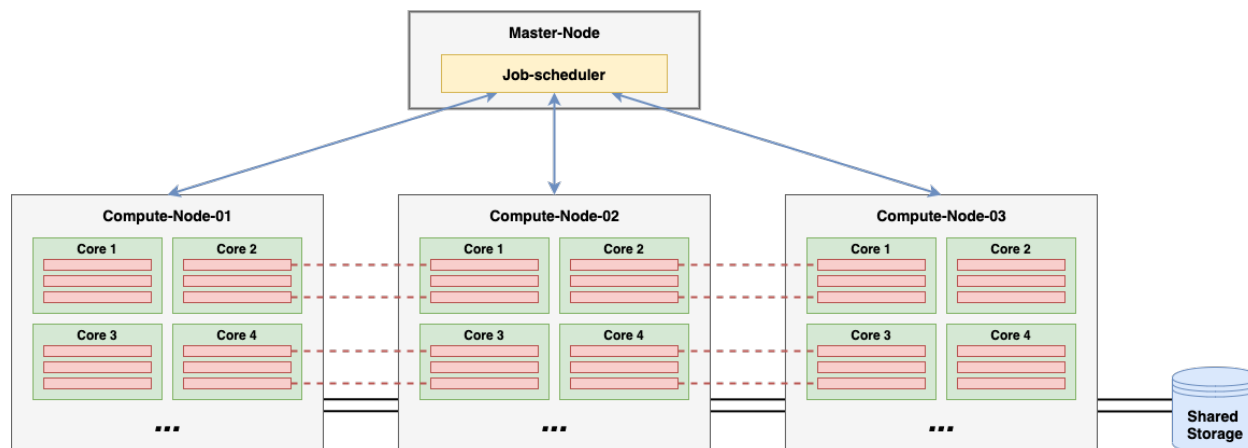 Master-Node
Job-scheduler
Compute-Node-01
Core 1
Core 2
Core 3
Core 4
...
Compute-Node-02
Core 1
Core 2
Core 3
Core 4
...
Compute-Node-03
Core 1
Core 2
Core 3
Core 4
...
Shared
Storage